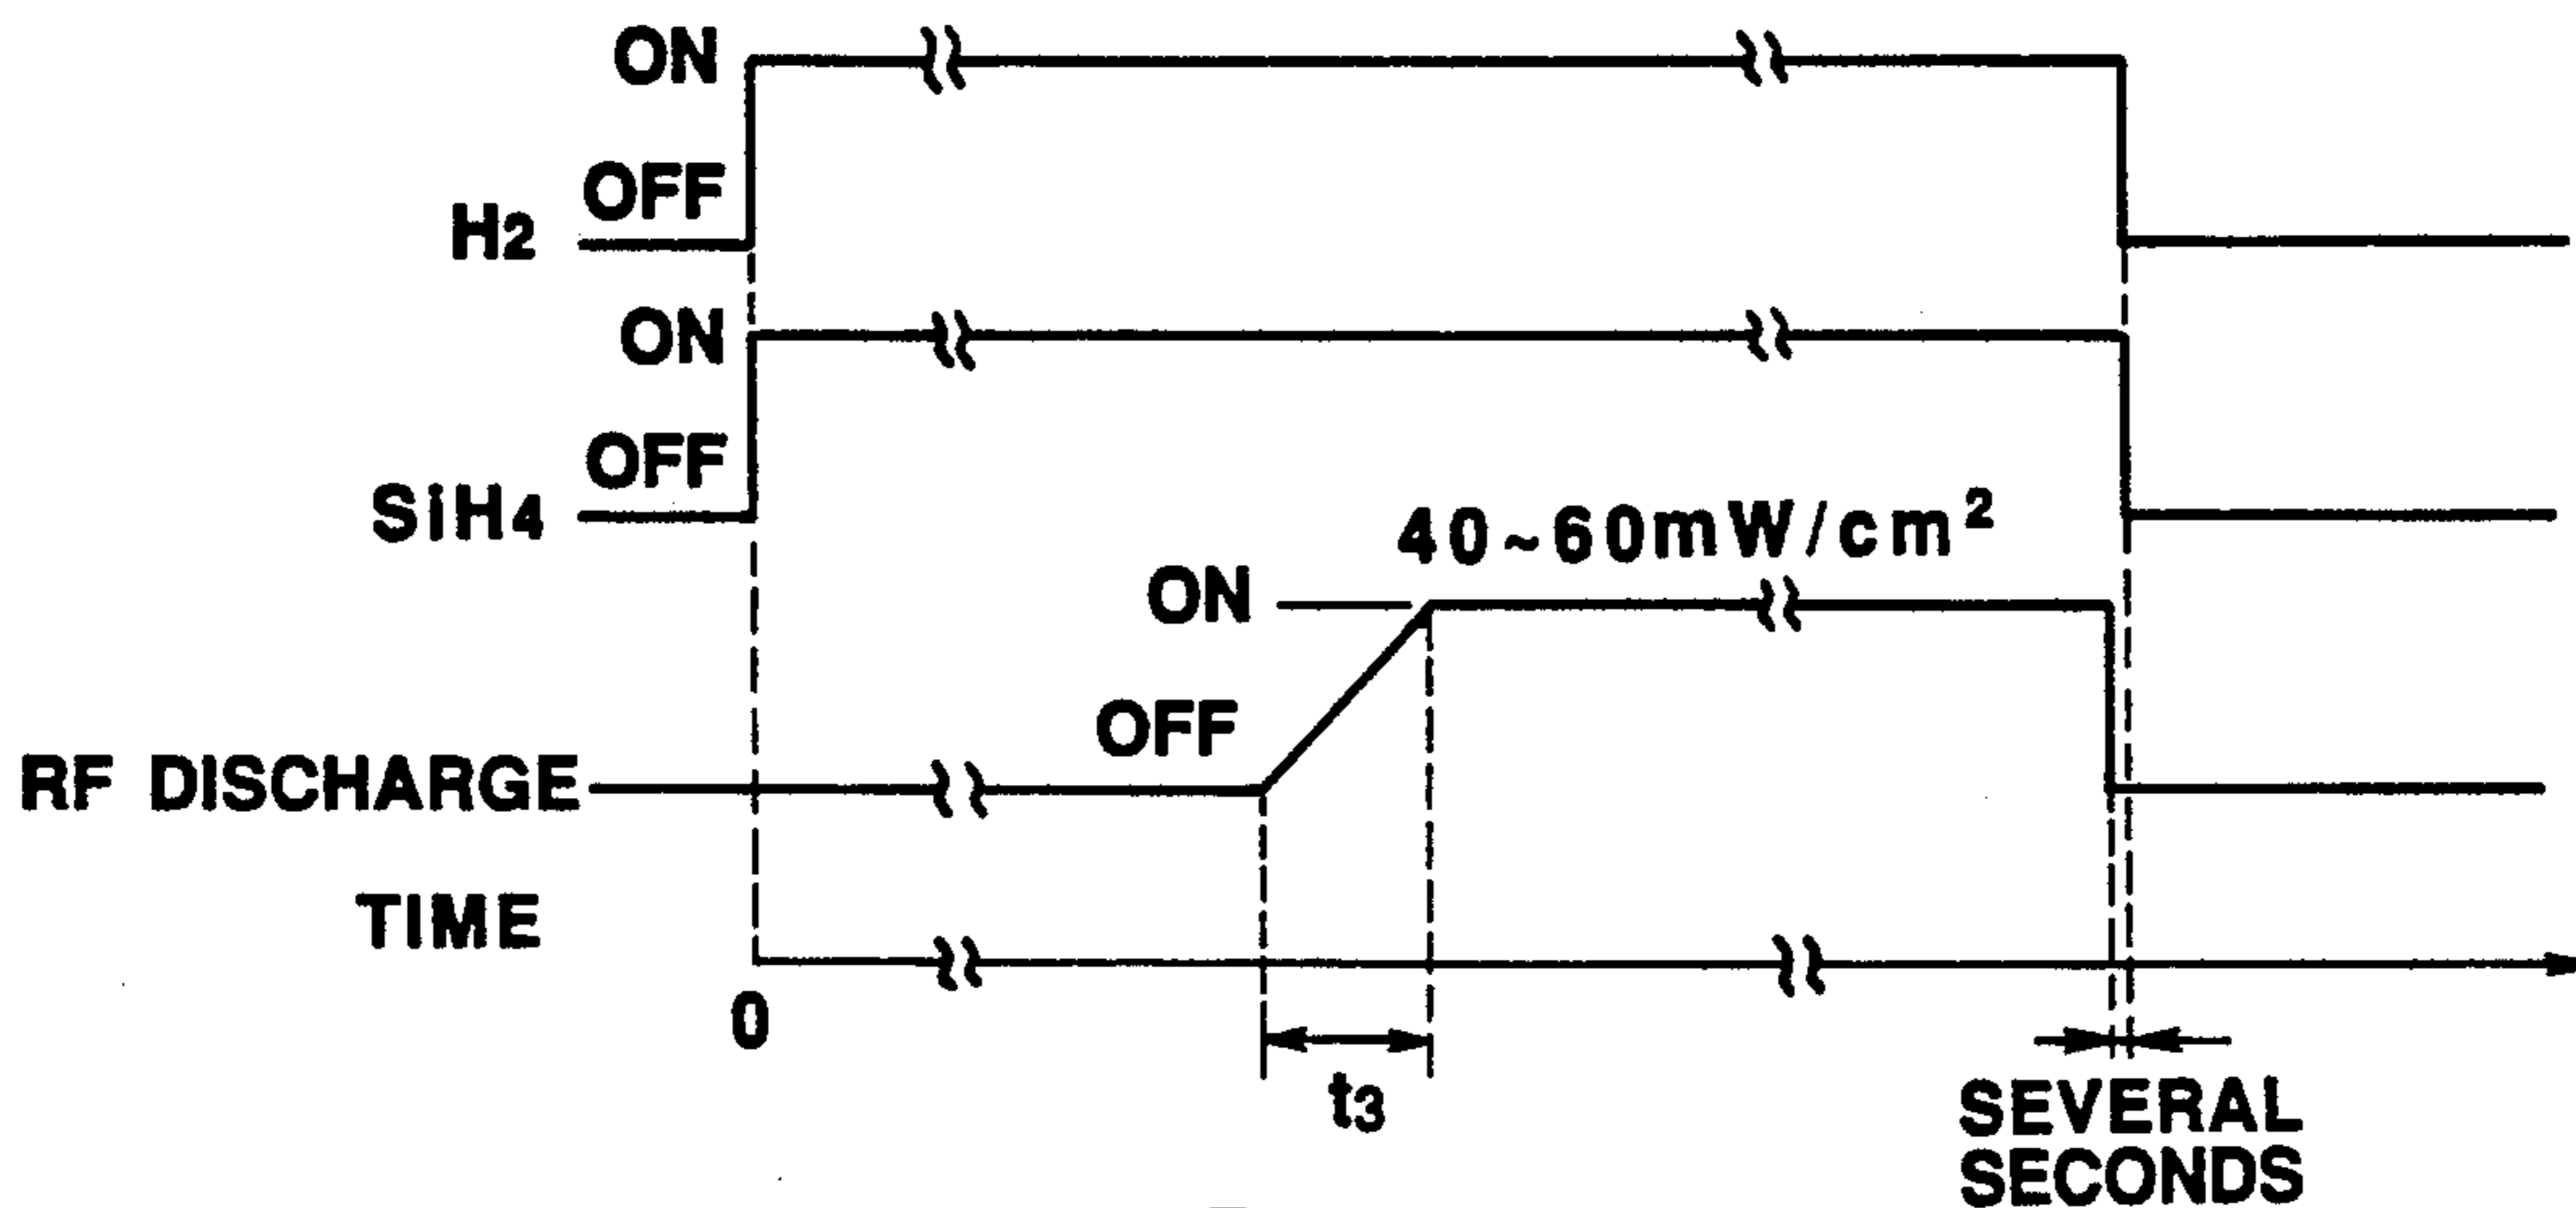 ON
OFF
H2
ON
OFF
SiH4
40~60mW/cm²
ON
OFF
RF DISCHARGE
TIME
0
t3
SEVERAL
SECONDS